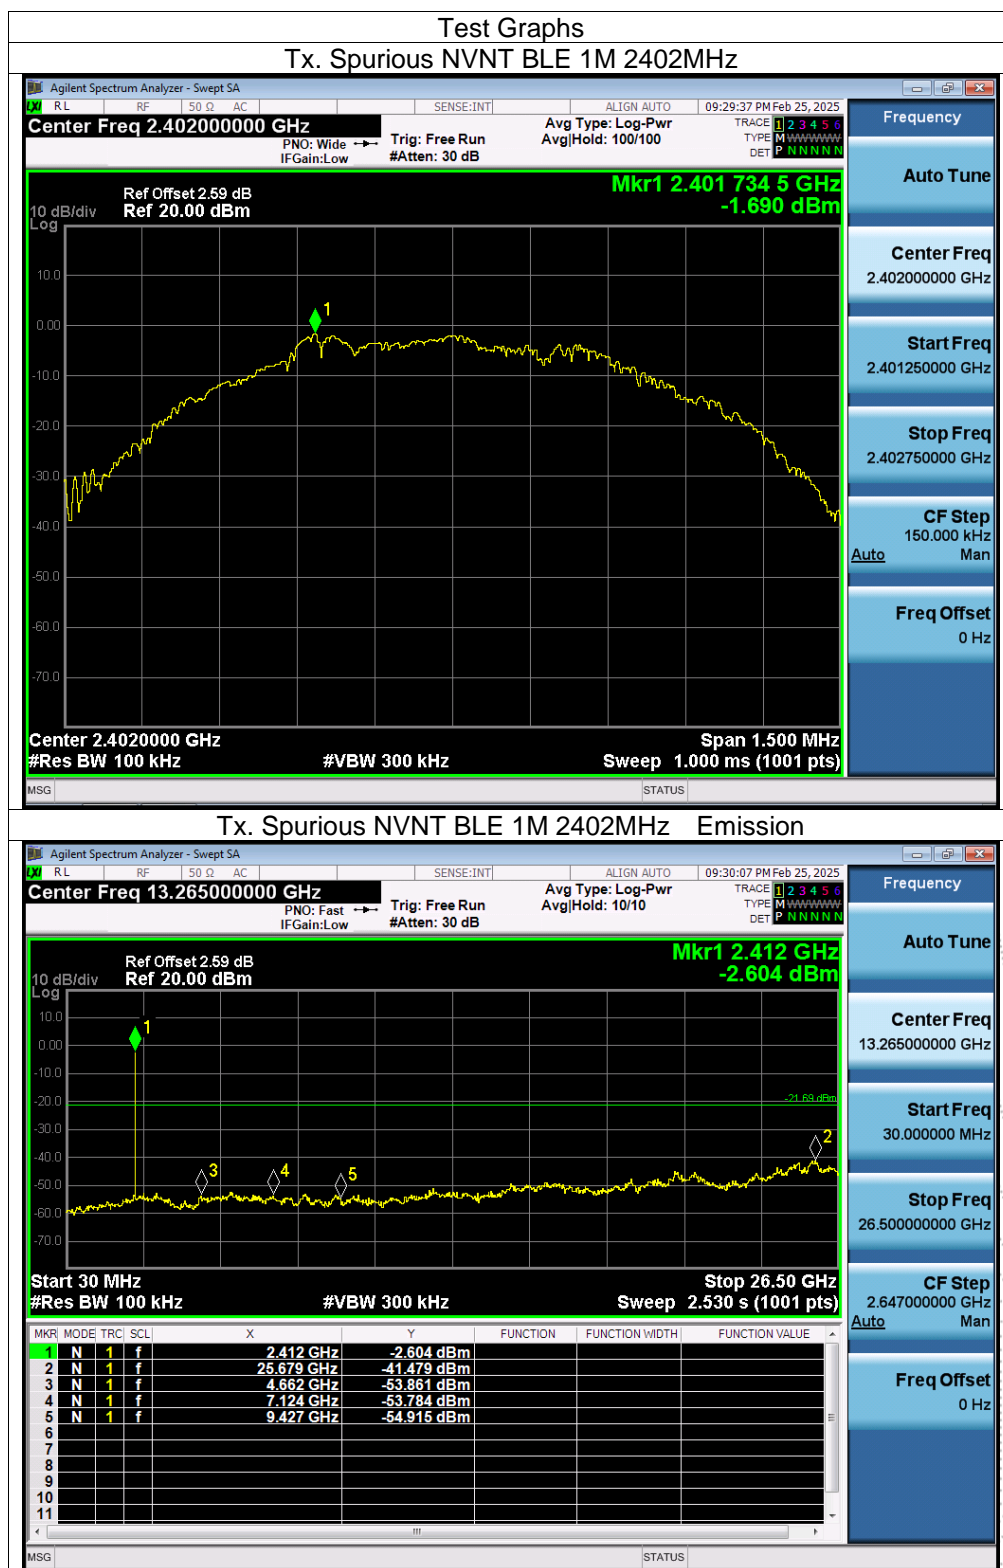 Test Graphs
Tx. Spurious NVNT BLE 1M 2402MHz
Agilent Spectrum Analyzer - Swept SA
LXI RL RF 50 Ω AC SENSE:INT ALIGN AUTO 09:29:37 PM Feb 25, 2025
Center Freq 2.402000000 GHz
PNO: Wide
IFGain:Low
Trig: Free Run
#Atten: 30 dB
Avg Type: Log-Pwr
Avg|Hold: 100/100
TRACE 1 2 3 4 5 6
TYPE M W W W W W
DET P N N N N N
Frequency
Auto Tune
Center Freq
2.402000000 GHz
Start Freq
2.401250000 GHz
Stop Freq
2.402750000 GHz
CF Step
150.000 kHz
Auto Man
Freq Offset
0 Hz
Mkr1 2.401 734 5 GHz
-1.690 dBm
Ref Offset 2.59 dB
10 dB/div Ref 20.00 dBm
Log
10.0
1
0.00
-10.0
-20.0
-30.0
-40.0
-50.0
-60.0
-70.0
Center 2.4020000 GHz Span 1.500 MHz
#Res BW 100 kHz #VBW 300 kHz Sweep 1.000 ms (1001 pts)
MSG STATUS
Tx. Spurious NVNT BLE 1M 2402MHz Emission
Agilent Spectrum Analyzer - Swept SA
LXI RL RF 50 Ω AC SENSE:INT ALIGN AUTO 09:30:07 PM Feb 25, 2025
Center Freq 13.265000000 GHz
PNO: Fast
IFGain:Low
Trig: Free Run
#Atten: 30 dB
Avg Type: Log-Pwr
Avg|Hold: 10/10
TRACE 1 2 3 4 5 6
TYPE M W W W W W
DET P N N N N N
Frequency
Auto Tune
Center Freq
13.265000000 GHz
Start Freq
30.000000 MHz
Stop Freq
26.500000000 GHz
CF Step
2.647000000 GHz
Auto Man
Freq Offset
0 Hz
Mkr1 2.412 GHz
-2.604 dBm
Ref Offset 2.59 dB
10 dB/div Ref 20.00 dBm
Log
10.0
1
0.00
-10.0
-20.0
-21.69 dBm
-30.0
2
-40.0
3 4 5
-50.0
-60.0
-70.0
Start 30 MHz Stop 26.50 GHz
#Res BW 100 kHz #VBW 300 kHz Sweep 2.530 s (1001 pts)
MKR MODE TRC SCL X Y FUNCTION FUNCTION WIDTH FUNCTION VALUE
1 N 1 f 2.412 GHz -2.604 dBm
2 N 1 f 25.679 GHz -41.479 dBm
3 N 1 f 4.662 GHz -53.861 dBm
4 N 1 f 7.124 GHz -53.784 dBm
5 N 1 f 9.427 GHz -54.915 dBm
6
7
8
9
10
11
MSG STATUS